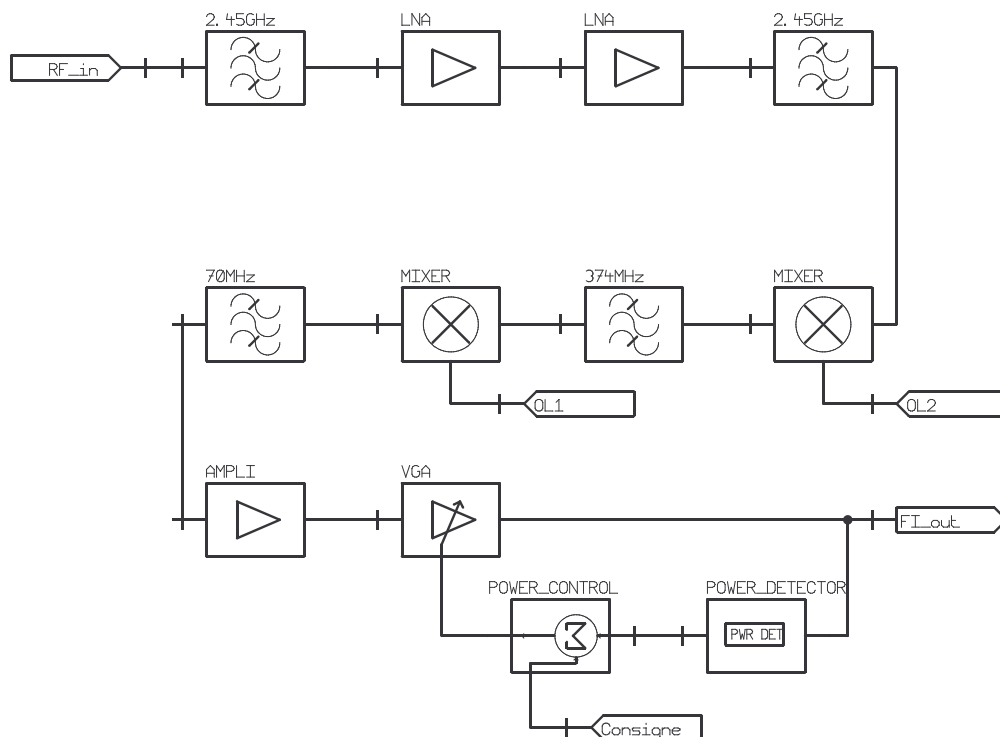 2.45GHz
LNA
LNA
2.45GHz
RF_in
70MHz
MIXER
374MHz
MIXER
OL1
OL2
AMPLI
VGA
FI_out
POWER_CONTROL
POWER_DETECTOR
PWR DET
Consigne